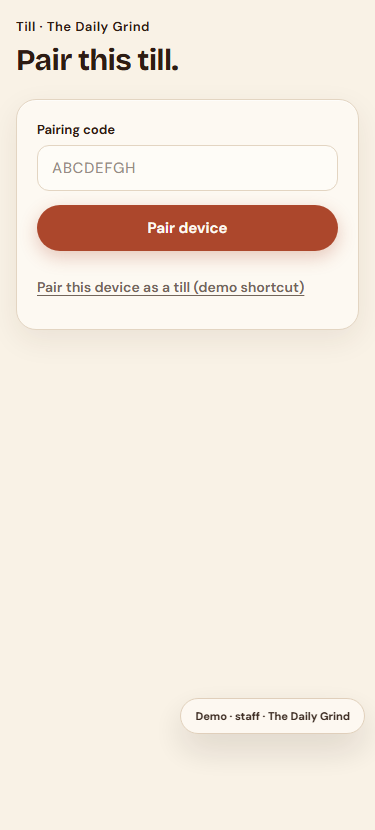 Till · The Daily Grind
Pair this till.
Pairing code
ABCDEFGH
Pair device
Pair this device as a till (demo shortcut)
Demo · staff · The Daily Grind